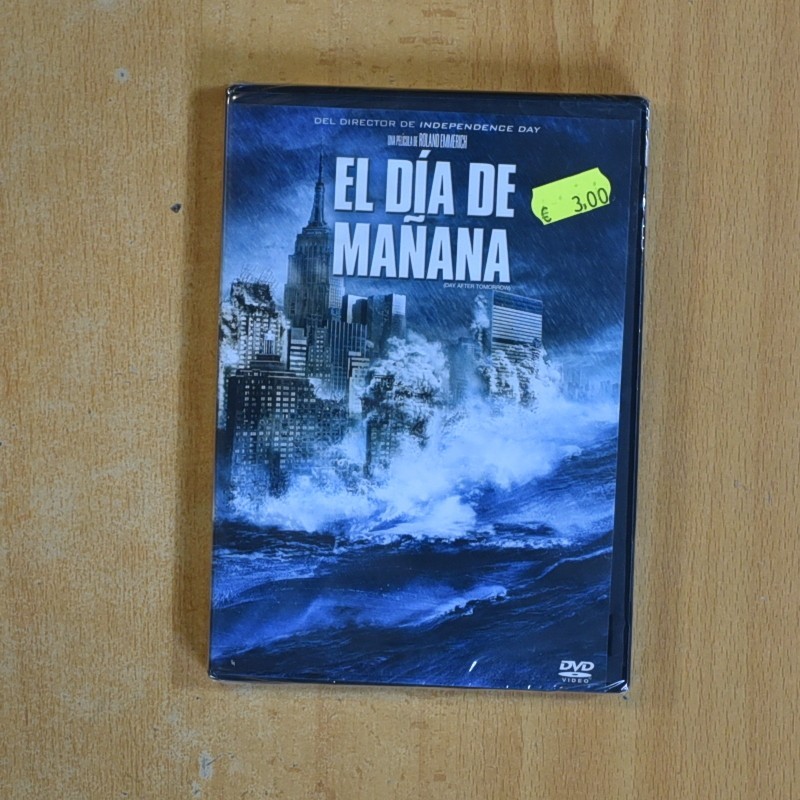 DEL DIRECTOR DE INDEPENDENCE DAY
UNA PELÍCULA DE ROLAND EMMERICH
EL DÍA DE
MAÑANA
(DAY AFTER TOMORROW)
€ 3,00
DVD
VIDEO